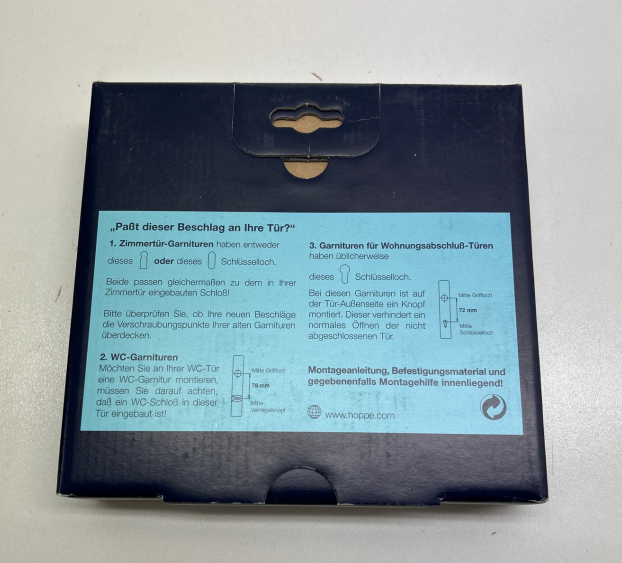 „Paßt dieser Beschlag an Ihre Tür?"
1. Zimmertür-Garnituren haben entweder
dieses oder dieses Schlüsselloch.
Beide passen gleichermaßen zu dem in Ihrer
Zimmertür eingebauten Schloß!
Bitte überprüfen Sie, ob Ihre neuen Beschläge
die Verschraubungspunkte Ihrer alten Garnituren
überdecken.
2. WC-Garnituren
Möchten Sie an Ihrer WC-Tür
eine WC-Garnitur montieren,
müssen Sie darauf achten,
daß ein WC-Schloß in dieser
Tür eingebaut ist!
Mitte Griffloch
78 mm
Mitte
Verriegelknopf
3. Garnituren für Wohnungsabschluß-Türen
haben üblicherweise
dieses Schlüsselloch.
Bei diesen Garnituren ist auf
der Tür-Außenseite ein Knopf
montiert. Dieser verhindert ein
normales Öffnen der nicht
abgeschlossenen Tür.
Mitte Griffloch
72 mm
Mitte
Schlüsselloch
Montageanleitung, Befestigungsmaterial und
gegebenenfalls Montagehilfe innenliegend!
www.hoppe.com